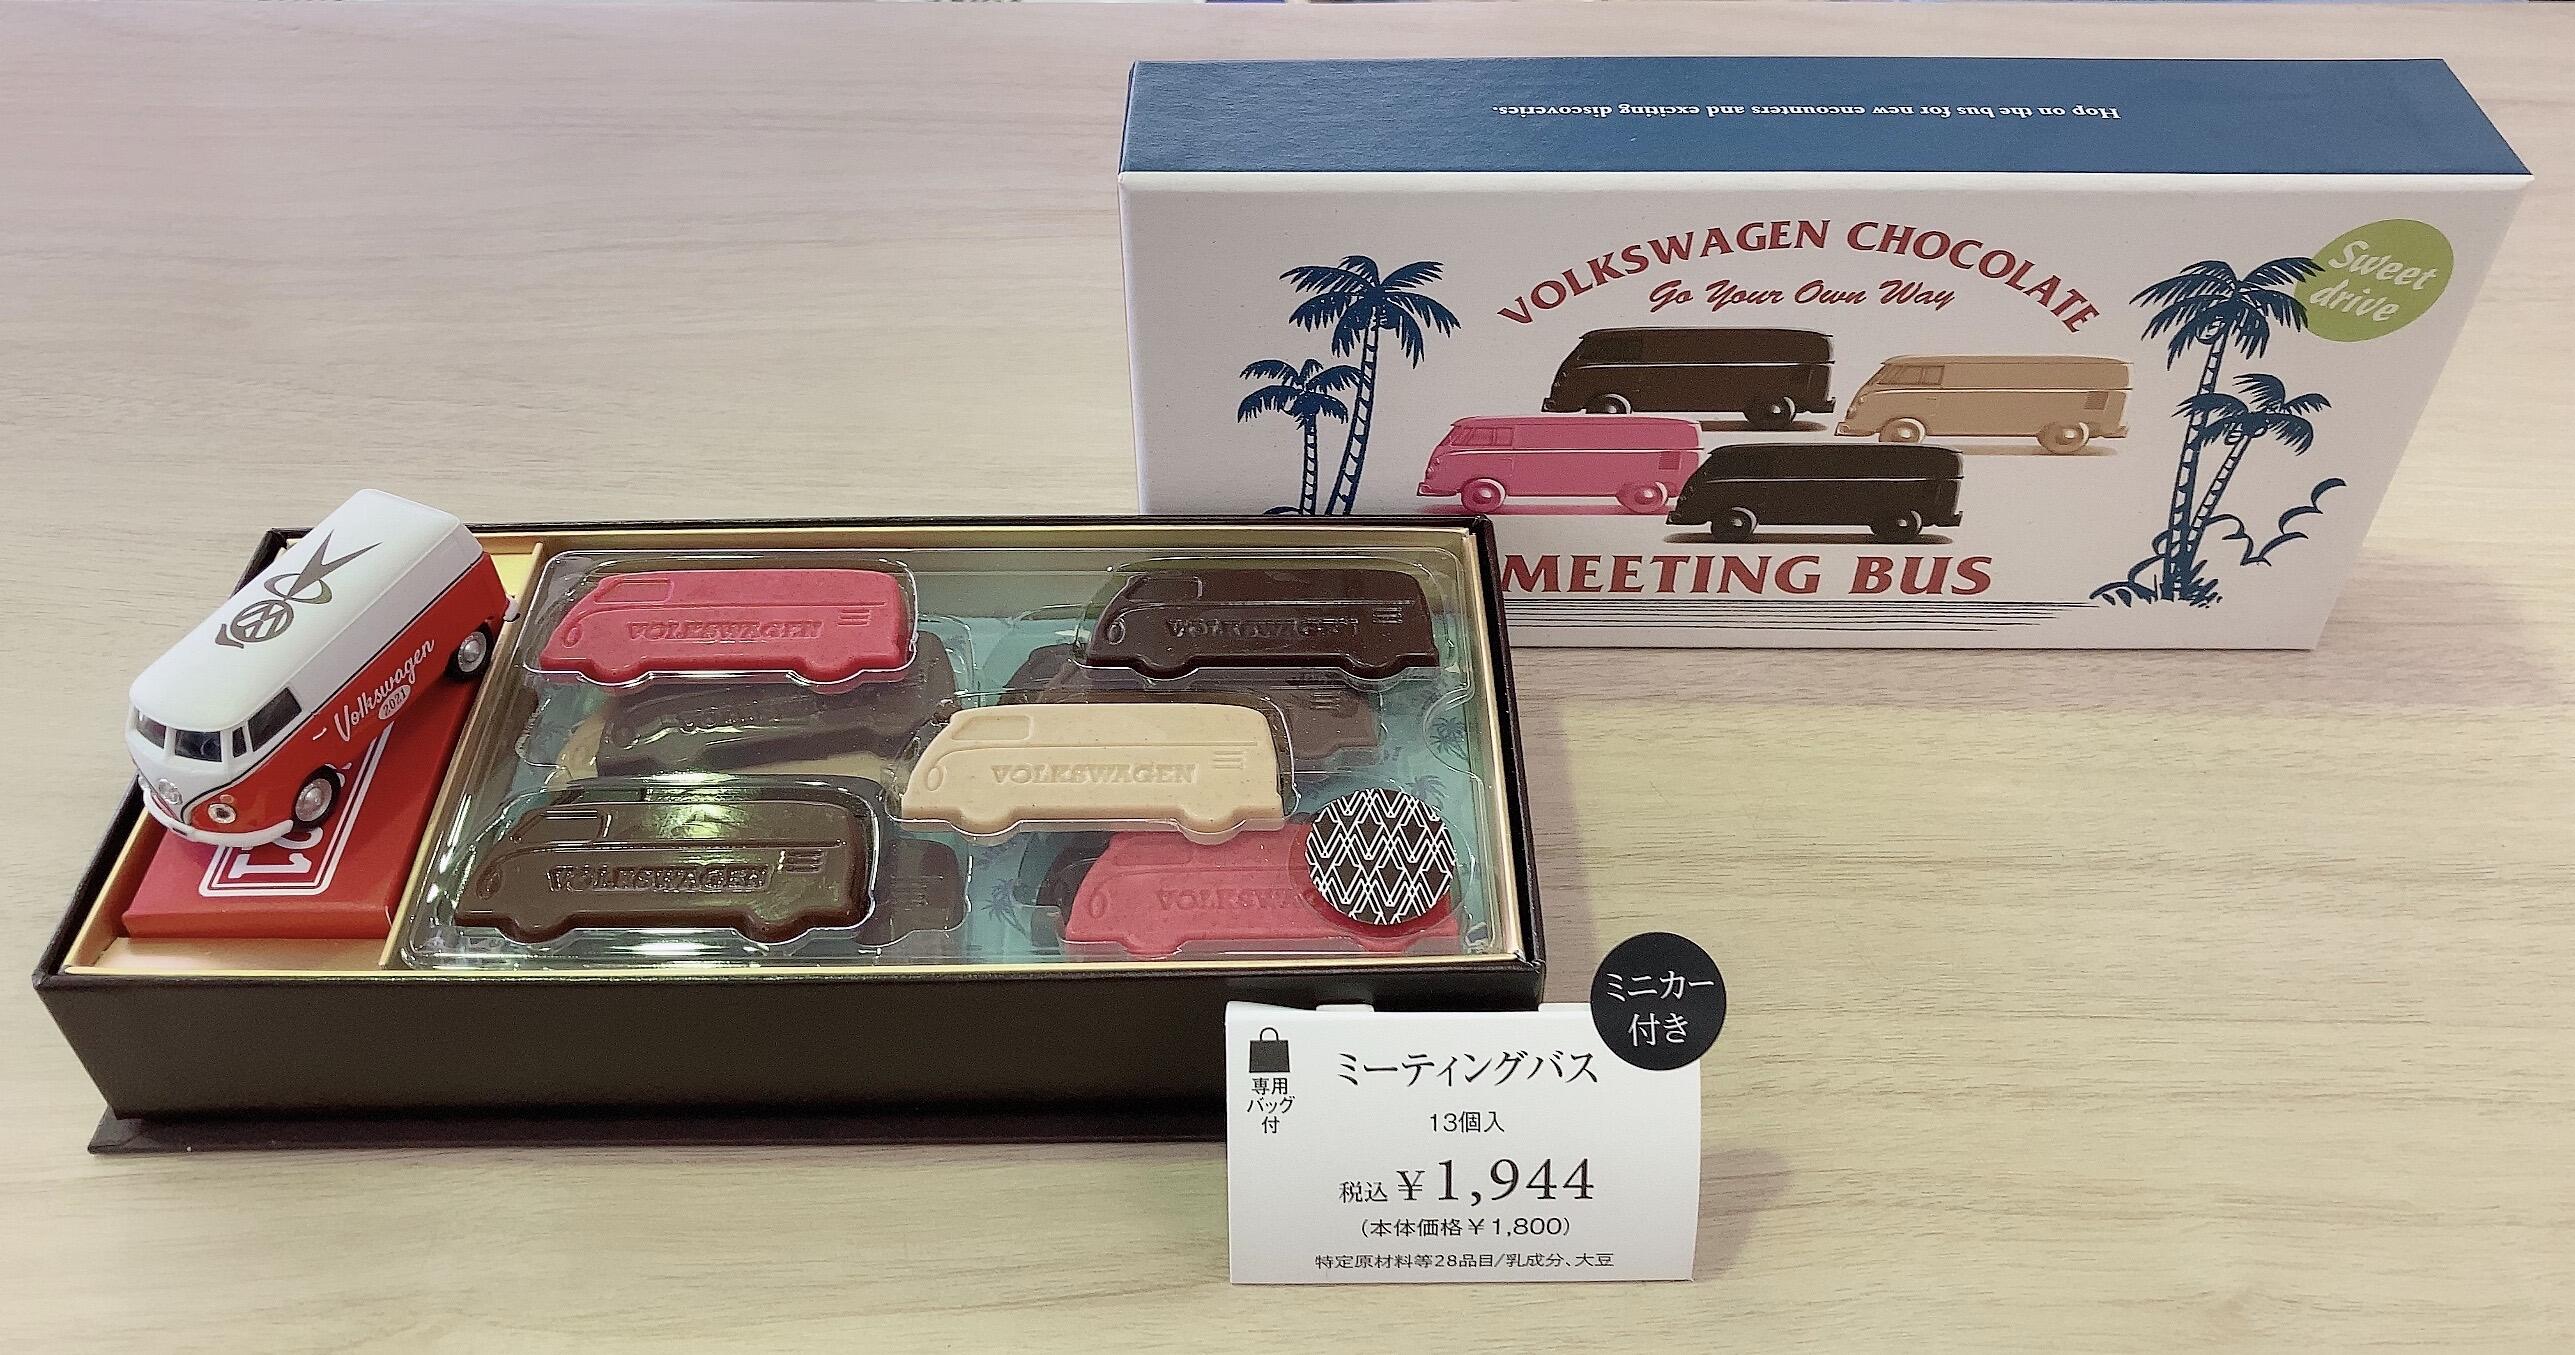 Hop on the bus for new encounters and exciting discoveries.
VOLKSWAGEN CHOCOLATE
Go Your Own Way
Sweet
drive
MEETING BUS
Volkswagen
2021
VOLKSWAGEN
VOLKSWAGEN
VOLKSWAGEN
VOLKSWAGEN
VOLKSWAGEN
ミニカー
付き
専用
バッグ
付
ミーティングバス
13個入
税込 ¥1,944
(本体価格¥1,800)
特定原材料等28品目/乳成分、大豆